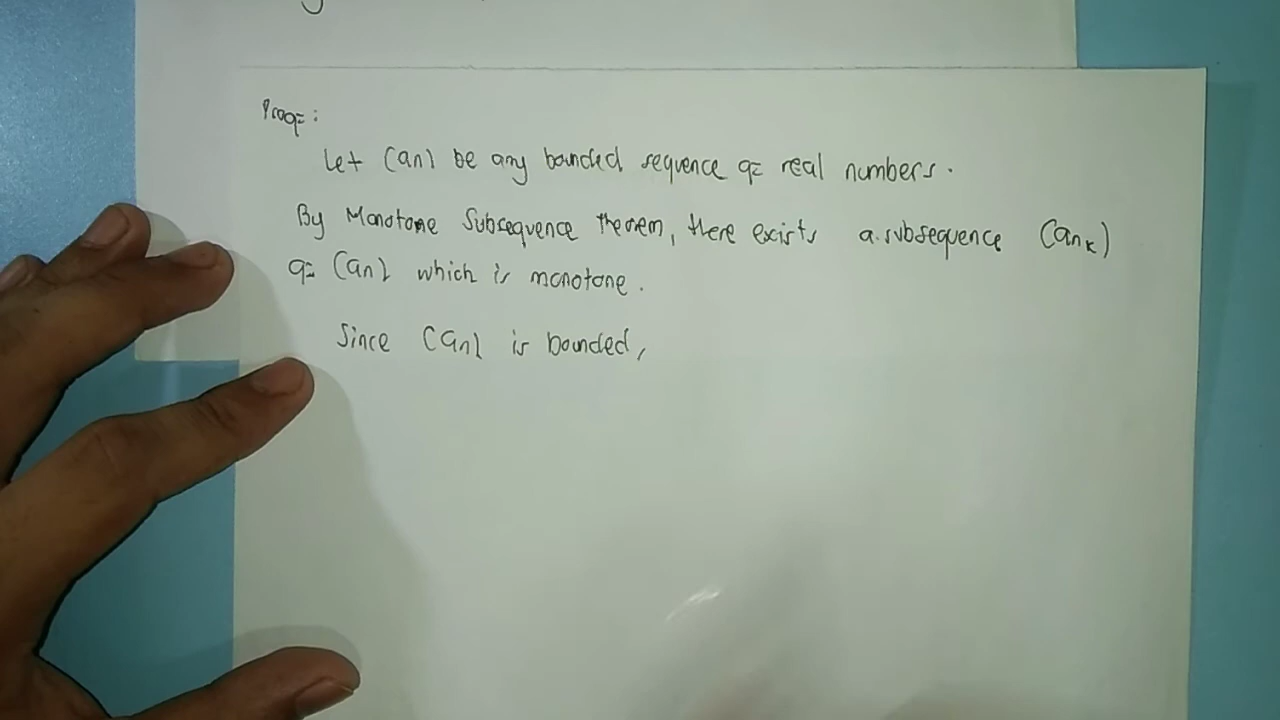 Proof:
Let (an) be any bounded sequence of real numbers.
By Monotone Subsequence Theorem, there exists a subsequence (ank)
of (an) which is monotone.
Since (an) is bounded,